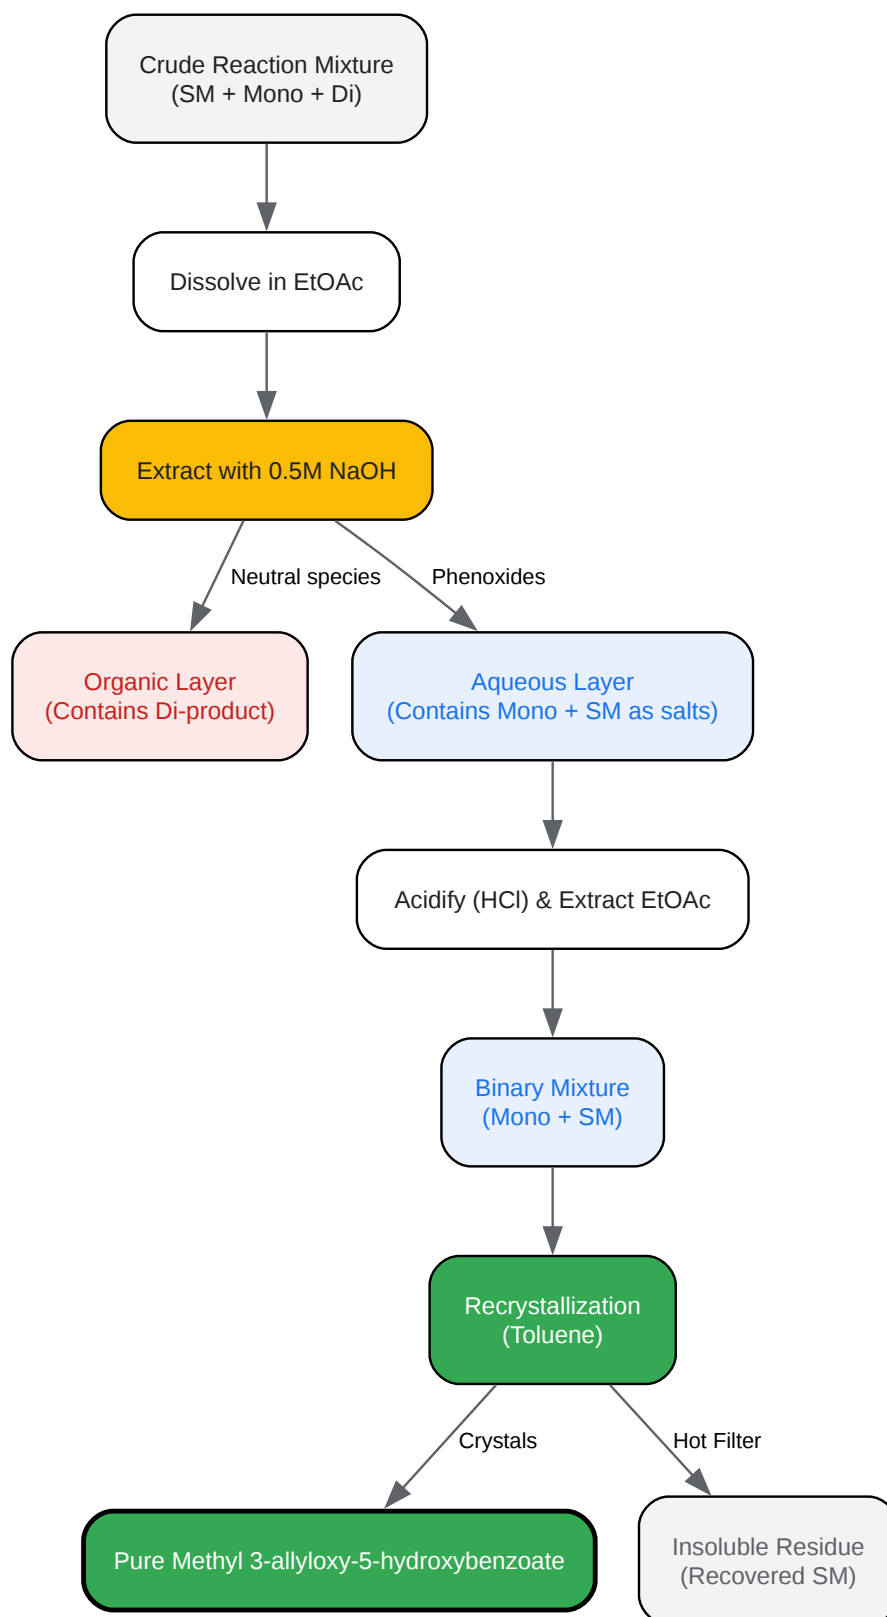 Crude Reaction Mixture
(SM + Mono + Di)
Dissolve in EtOAc
Extract with 0.5M NaOH
Neutral species
Phenoxides
Organic Layer
(Contains Di-product)
Aqueous Layer
(Contains Mono + SM as salts)
Acidify (HCl) & Extract EtOAc
Binary Mixture
(Mono + SM)
Recrystallization
(Toluene)
Crystals
Hot Filter
Pure Methyl 3-allyloxy-5-hydroxybenzoate
Insoluble Residue
(Recovered SM)